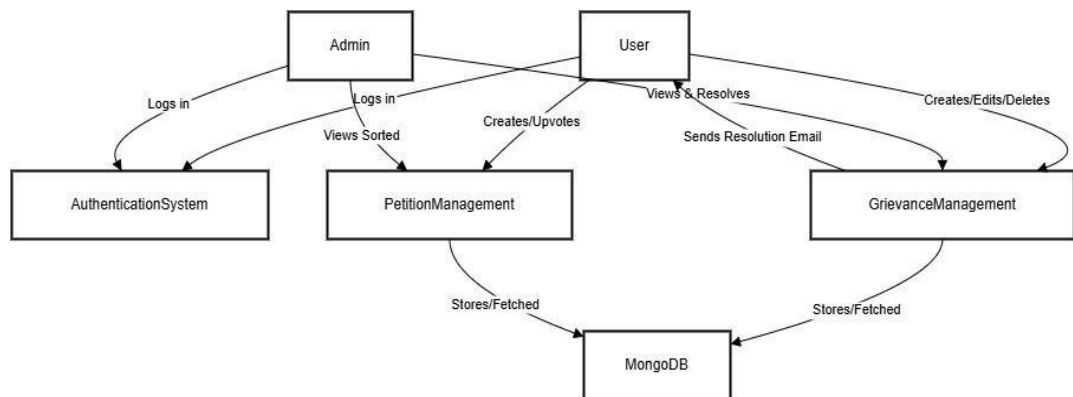 Admin
User
Logs in
Logs in
Views & Resolves
Creates/Edits/Deletes
Views Sorted
Creates/Upvotes
Sends Resolution Email
AuthenticationSystem
PetitionManagement
GrievanceManagement
Stores/Fetched
Stores/Fetched
MongoDB